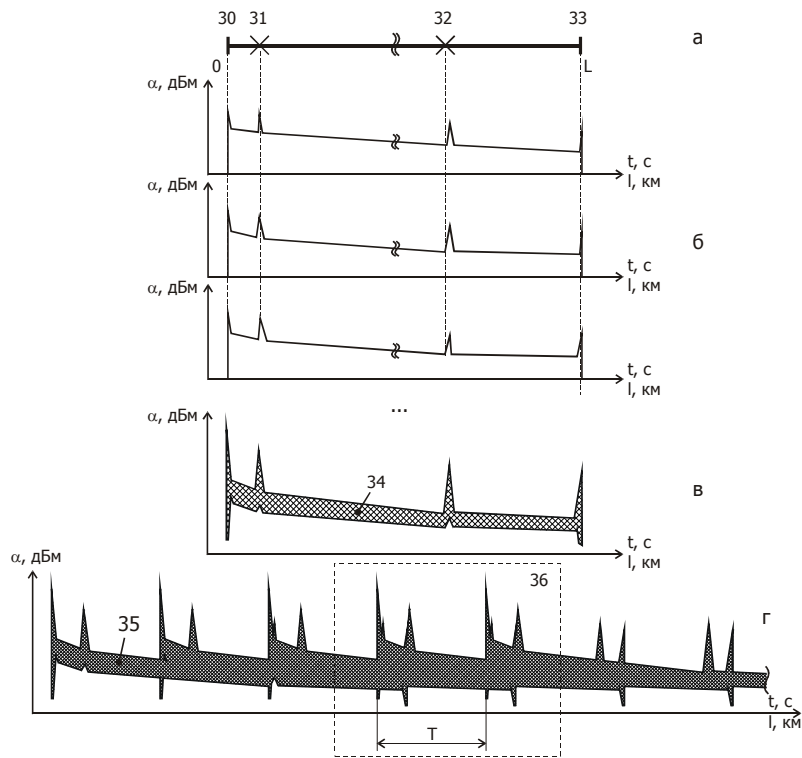 30 31 32 33
а
0 L
α, дБм
t, с
l, км
α, дБм
б
t, с
l, км
α, дБм
t, с
l, км
...
α, дБм
34
в
t, с
l, км
α, дБм
36
г
35
t, с
l, км
T